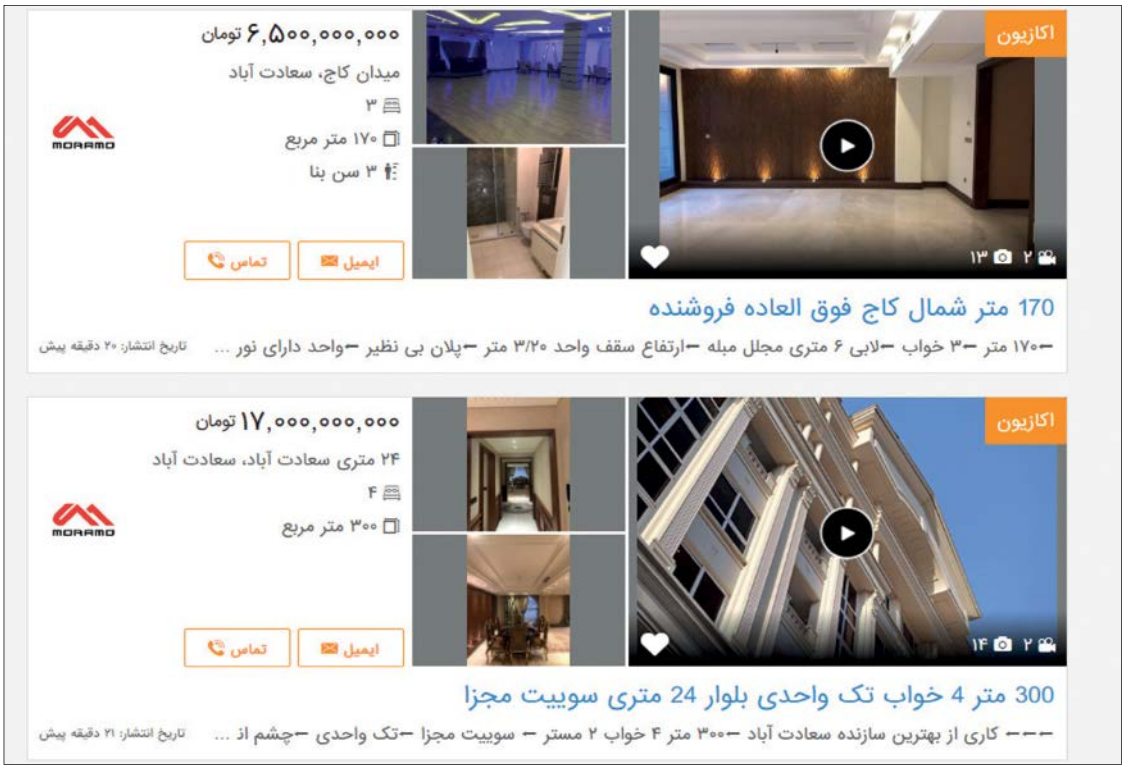 اکازیون
۲ ۱۳
۶,۵۰۰,۰۰۰,۰۰۰ تومان
میدان کاج، سعادت آباد
۳
۱۷۰ متر مربع
۳ سن بنا
MORAMO
ایمیل
تماس
170 متر شمال کاج فوق العاده فروشنده
–۱۷۰ متر –۳ خواب –لابی ۶ متری مجلل مبله –ارتفاع سقف واحد ۳/۲۰ متر –پلان بی نظیر –واحد دارای نور ...
تاریخ انتشار: ۲۰ دقیقه پیش
اکازیون
۲ ۱۴
۱۷,۰۰۰,۰۰۰,۰۰۰ تومان
۲۴ متری سعادت آباد، سعادت آباد
۴
۳۰۰ متر مربع
MORAMO
ایمیل
تماس
300 متر 4 خواب تک واحدی بلوار 24 متری سوییت مجزا
––– کاری از بهترین سازنده سعادت آباد –۳۰۰ متر ۴ خواب ۲ مستر – سوییت مجزا –تک واحدی –چشم انـ ...
تاریخ انتشار: ۲۱ دقیقه پیش